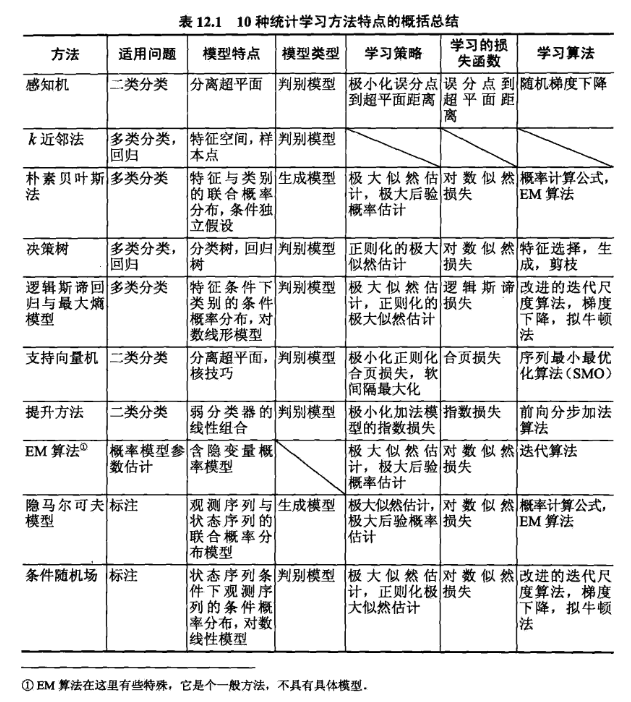 表 12.1 10 种统计学习方法特点的概括总结
方法 适用问题 模型特点 模型类型 学习策略 学习的损失函数 学习算法
感知机 二类分类 分离超平面 判别模型 极小化误分点到超平面距离 误分点到超平面距离 随机梯度下降
k 近邻法 多类分类，回归 特征空间，样本点 判别模型
朴素贝叶斯法 多类分类 特征与类别的联合概率分布，条件独立假设 生成模型 极大似然估计，极大后验概率估计 对数似然损失 概率计算公式，EM 算法
决策树 多类分类，回归 分类树，回归树 判别模型 正则化的极大似然估计 对数似然损失 特征选择，生成，剪枝
逻辑斯谛回归与最大熵模型 多类分类 特征条件下类别的条件概率分布，对数线形模型 判别模型 极大似然估计，正则化的极大似然估计 逻辑斯谛损失 改进的迭代尺度算法，梯度下降，拟牛顿法
支持向量机 二类分类 分离超平面，核技巧 判别模型 极小化正则化合页损失，软间隔最大化 合页损失 序列最小最优化算法（SMO）
提升方法 二类分类 弱分类器的线性组合 判别模型 极小化加法模型的指数损失 指数损失 前向分步加法算法
EM 算法① 概率模型参数估计 含隐变量概率模型 极大似然估计，极大后验概率估计 对数似然损失 迭代算法
隐马尔可夫模型 标注 观测序列与状态序列的联合概率分布模型 生成模型 极大似然估计，极大后验概率估计 对数似然损失 概率计算公式，EM 算法
条件随机场 标注 状态序列条件下观测序列的条件概率分布，对数线性模型 判别模型 极大似然估计，正则化极大似然估计 对数似然损失 改进的迭代尺度算法，梯度下降，拟牛顿法
① EM 算法在这里有些特殊，它是个一般方法，不具有具体模型．